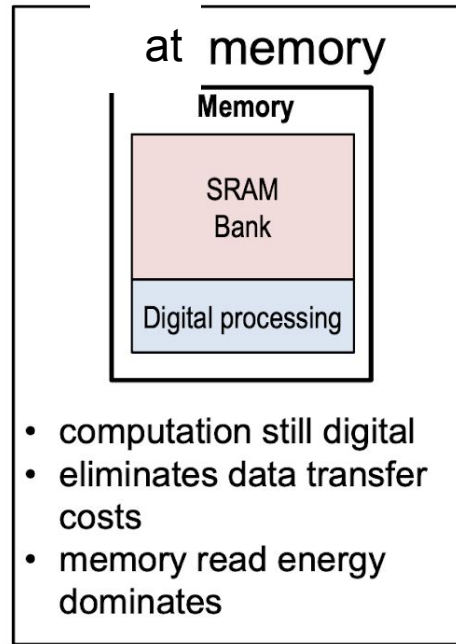 at memory
Memory
SRAM
Bank
Digital processing
• computation still digital
• eliminates data transfer
costs
• memory read energy
dominates